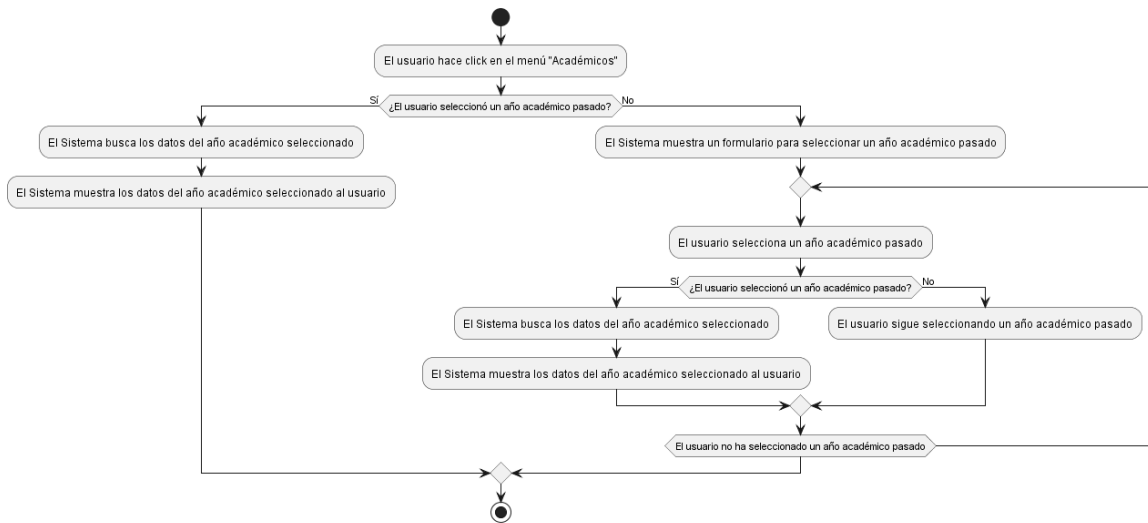 El usuario hace click en el menú "Académicos"
Sí
¿El usuario seleccionó un año académico pasado?
No
El Sistema busca los datos del año académico seleccionado
El Sistema muestra los datos del año académico seleccionado al usuario
El Sistema muestra un formulario para seleccionar un año académico pasado
El usuario selecciona un año académico pasado
Sí
¿El usuario seleccionó un año académico pasado?
No
El Sistema busca los datos del año académico seleccionado
El Sistema muestra los datos del año académico seleccionado al usuario
El usuario sigue seleccionando un año académico pasado
El usuario no ha seleccionado un año académico pasado